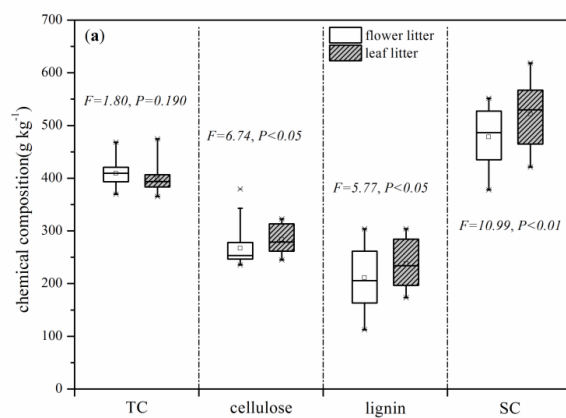 700
(a)
flower litter
leaf litter
600
F=1.80, P=0.190
500
F=6.74, P<0.05
400
F=5.77, P<0.05
300
F=10.99, P<0.01
200
100
0
chemical composition(g kg-1)
TC
cellulose
lignin
SC